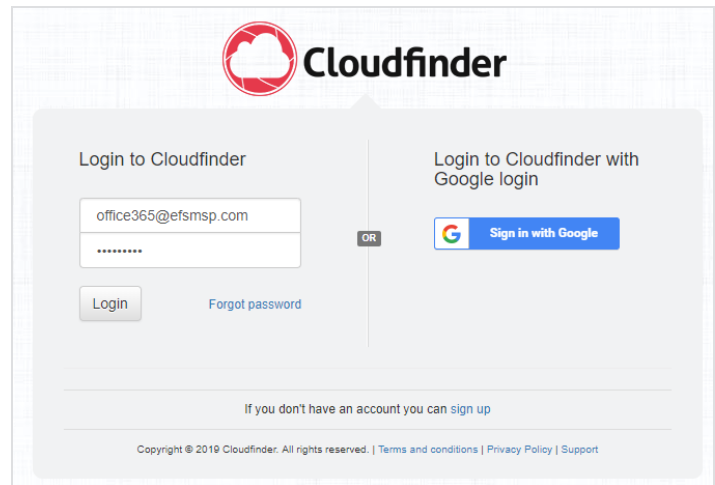 Cloudfinder
Login to Cloudfinder
office365@efsmsp.com
•••••••••
Login
Forgot password
OR
Login to Cloudfinder with
Google login
G
Sign in with Google
If you don't have an account you can sign up
Copyright © 2019 Cloudfinder. All rights reserved. | Terms and conditions | Privacy Policy | Support